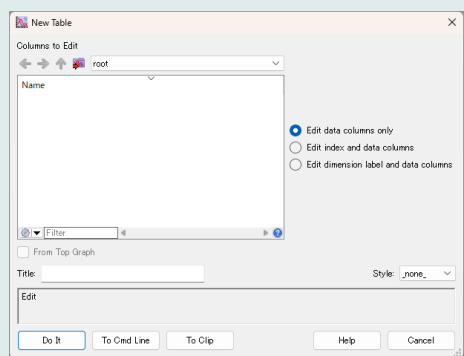 New Table
Columns to Edit
root
Name
Filter
Edit data columns only
Edit index and data columns
Edit dimension label and data columns
From Top Graph
Title:
Style: _none_
Edit
Do It
To Cmd Line
To Clip
Help
Cancel